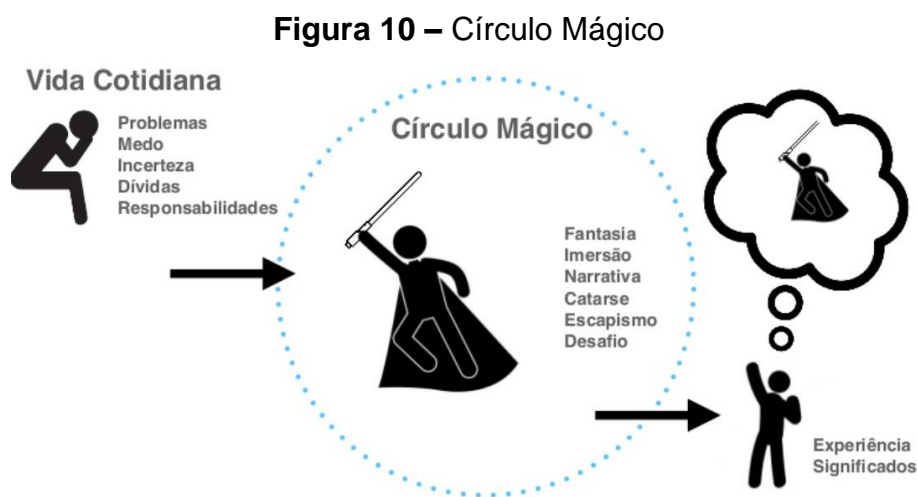 Figura 10 – Círculo Mágico
Vida Cotidiana
Problemas
Medo
Incerteza
Dívidas
Responsabilidades
Círculo Mágico
Fantasia
Imersão
Narrativa
Catarse
Escapismo
Desafio
Experiência
Significados